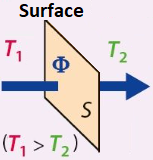 Surface
T₁ Φ T₂
S
(T₁ > T₂)